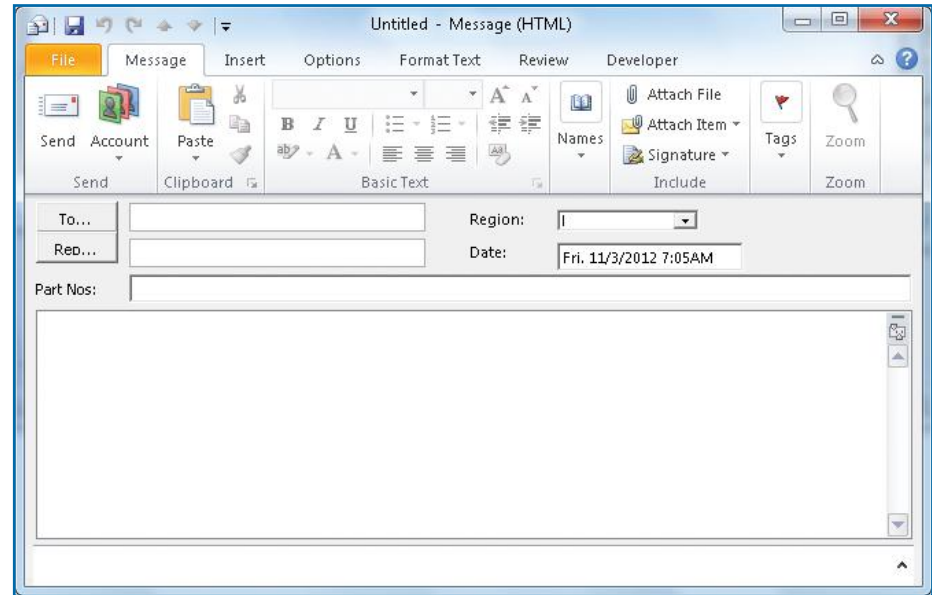 Untitled - Message (HTML)
File Message Insert Options Format Text Review Developer
Send Account Paste B I U A A Names Attach File Tags Zoom
ab A Aa Attach Item
Signature
Send Clipboard Basic Text Include Zoom
To... Region:
Rep... Date: Fri. 11/3/2012 7:05AM
Part Nos: